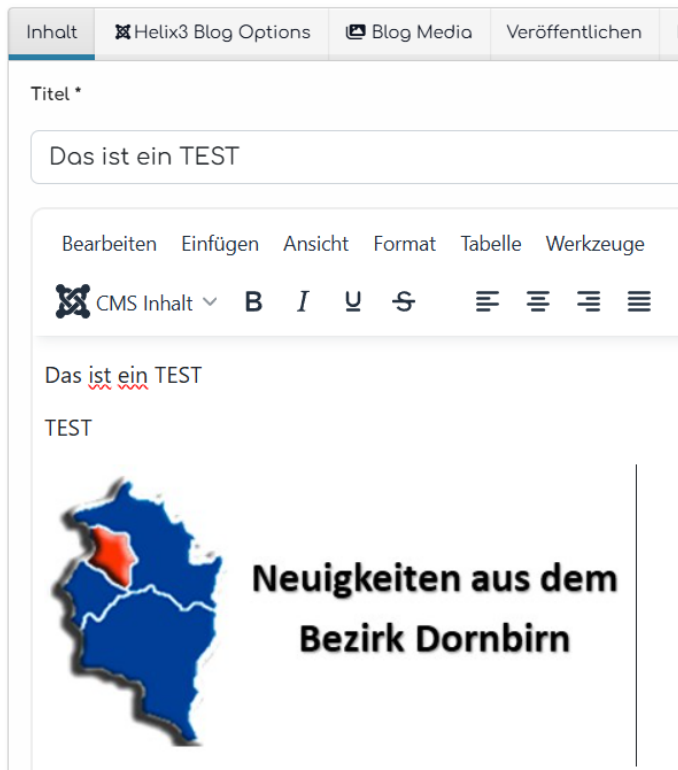 Inhalt Helix3 Blog Options Blog Media Veröffentlichen
Titel *
Das ist ein TEST
Bearbeiten Einfügen Ansicht Format Tabelle Werkzeuge
CMS Inhalt B I U S
Das ist ein TEST
TEST
Neuigkeiten aus dem
Bezirk Dornbirn